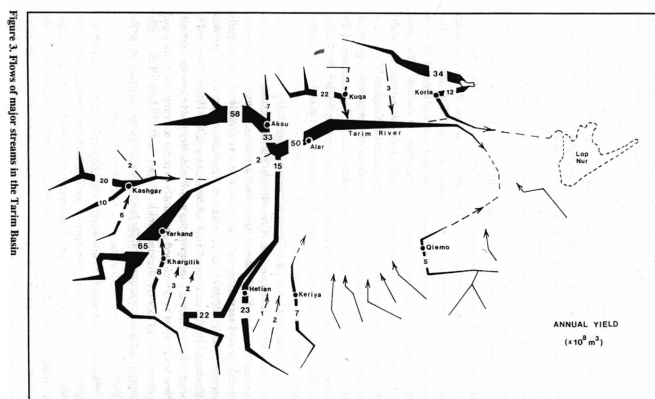 Figure 3. Flows of major streams in the Tarim Basin
34
3
3
22
Kuqa
Korla
12
7
58
Aksu
33
50
Alar
Tarim River
2
15
Lop
Nur
2
1
20
Kashgar
10
6
Yarkand
65
Khargilik
8
3
2
22
Hetian
23
1
2
Keriya
7
Qiemo
5
ANNUAL YIELD
(×10⁸ m³)